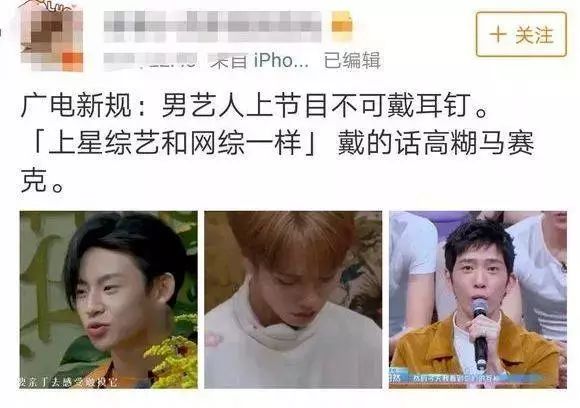 来自 iPho... 已编辑
+ 关注
广电新规：男艺人上节目不可戴耳钉。
「上星综艺和网综一样」 戴的话高糊马赛
克。